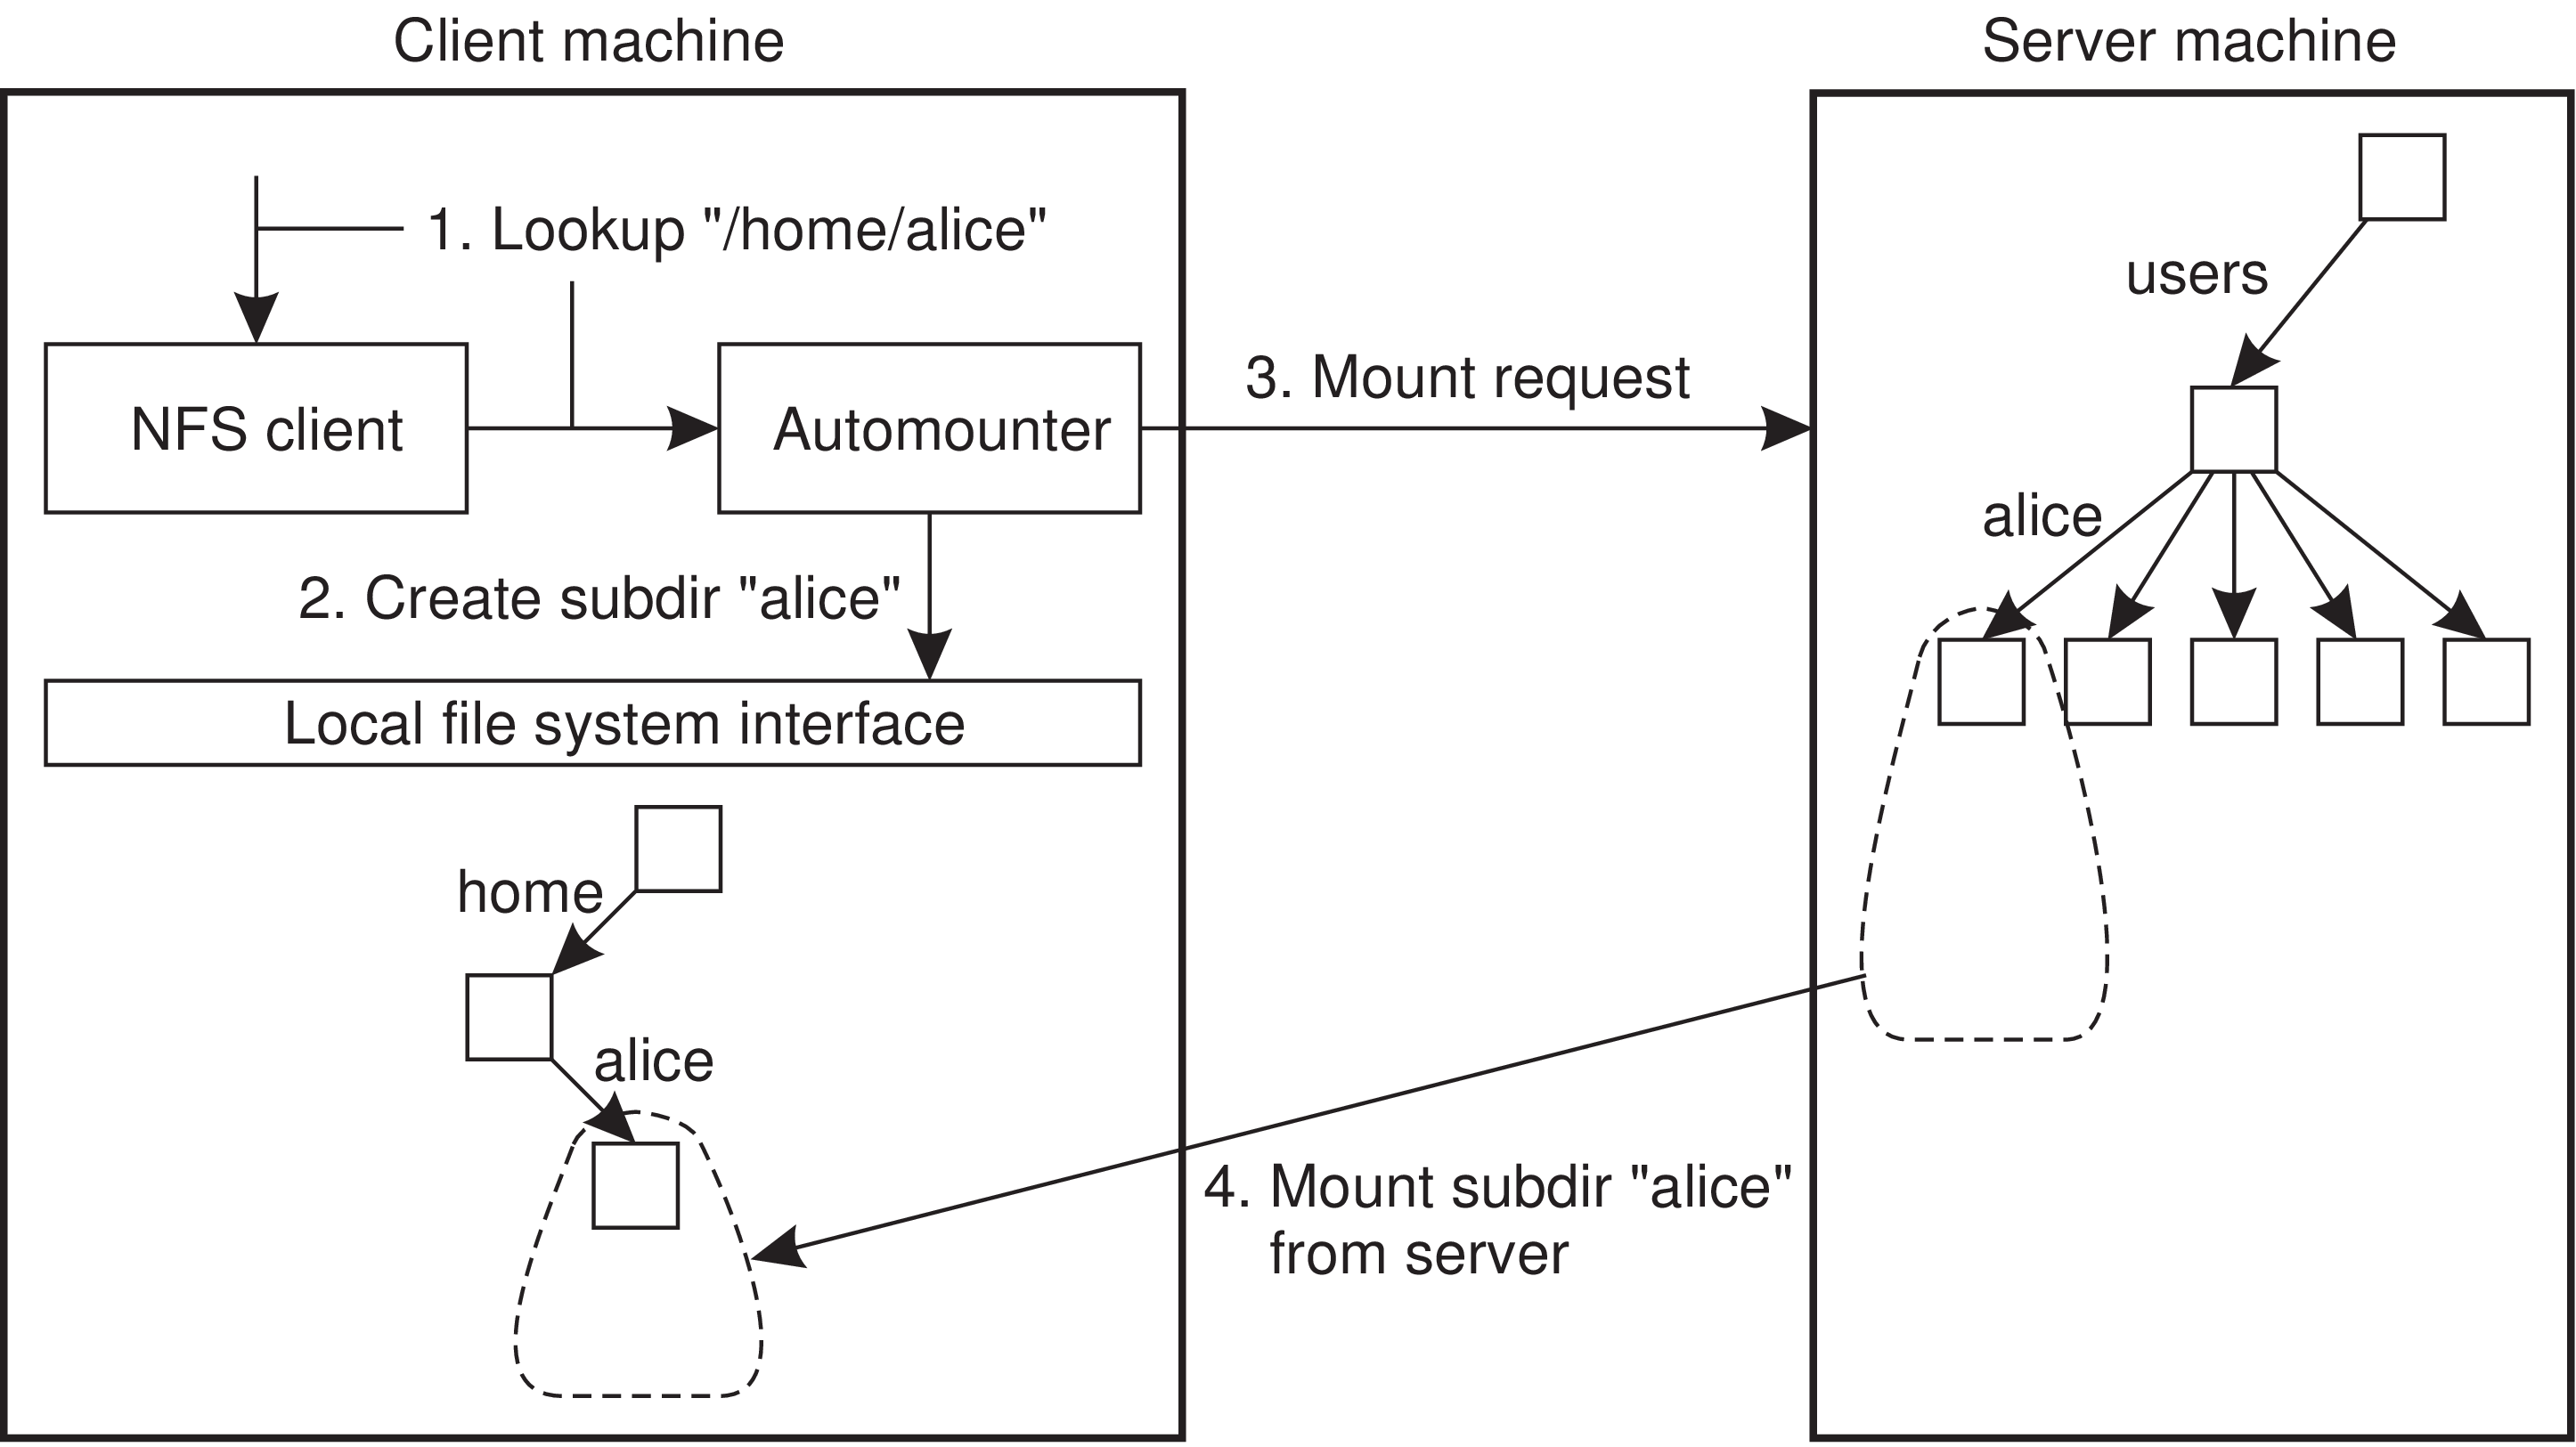 Client machine
Server machine
1. Lookup "/home/alice"
users
NFS client
Automounter
3. Mount request
alice
2. Create subdir "alice"
Local file system interface
home
alice
4. Mount subdir "alice"
from server